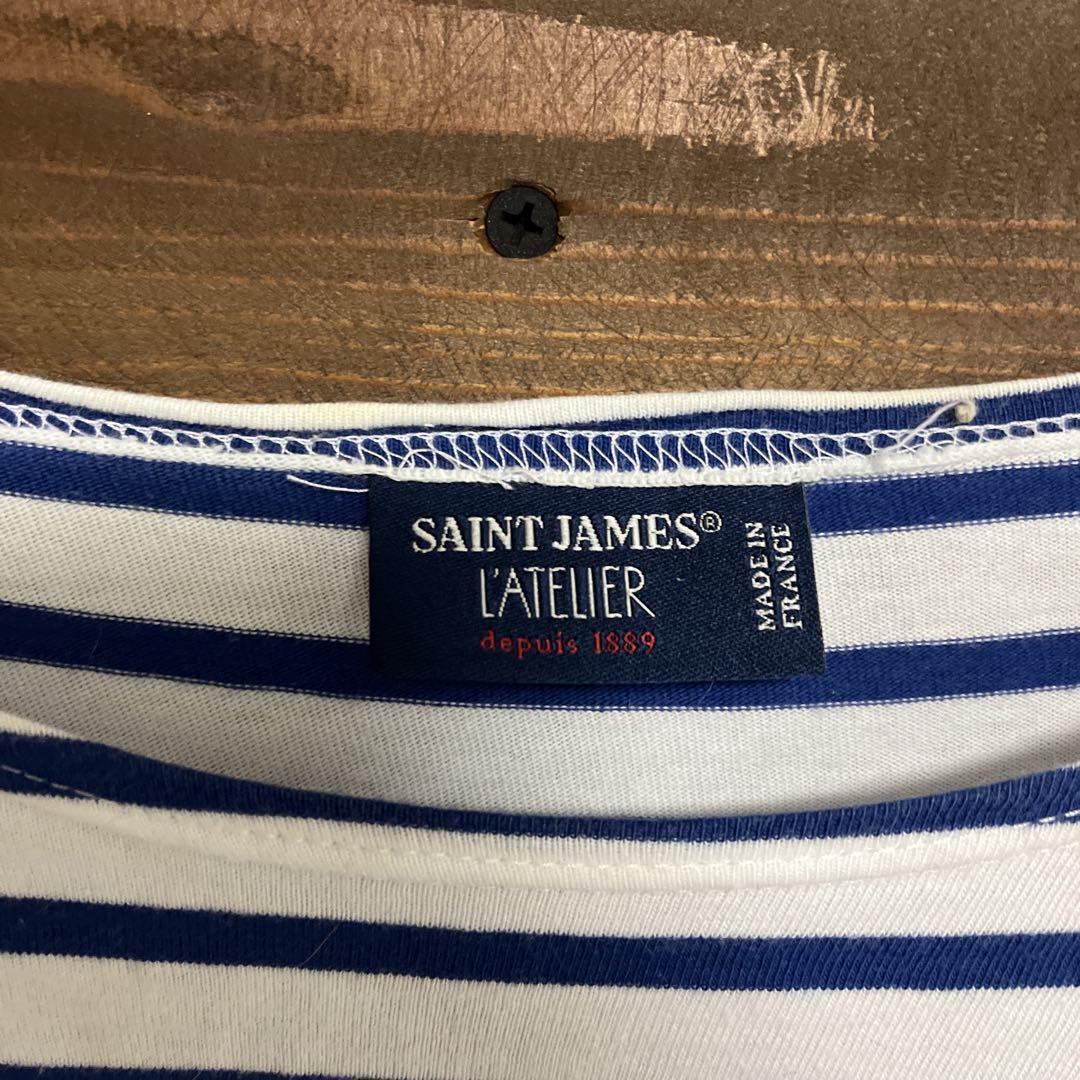 SAINT JAMES®
L'ATELIER
depuis 1889
MADE IN
FRANCE